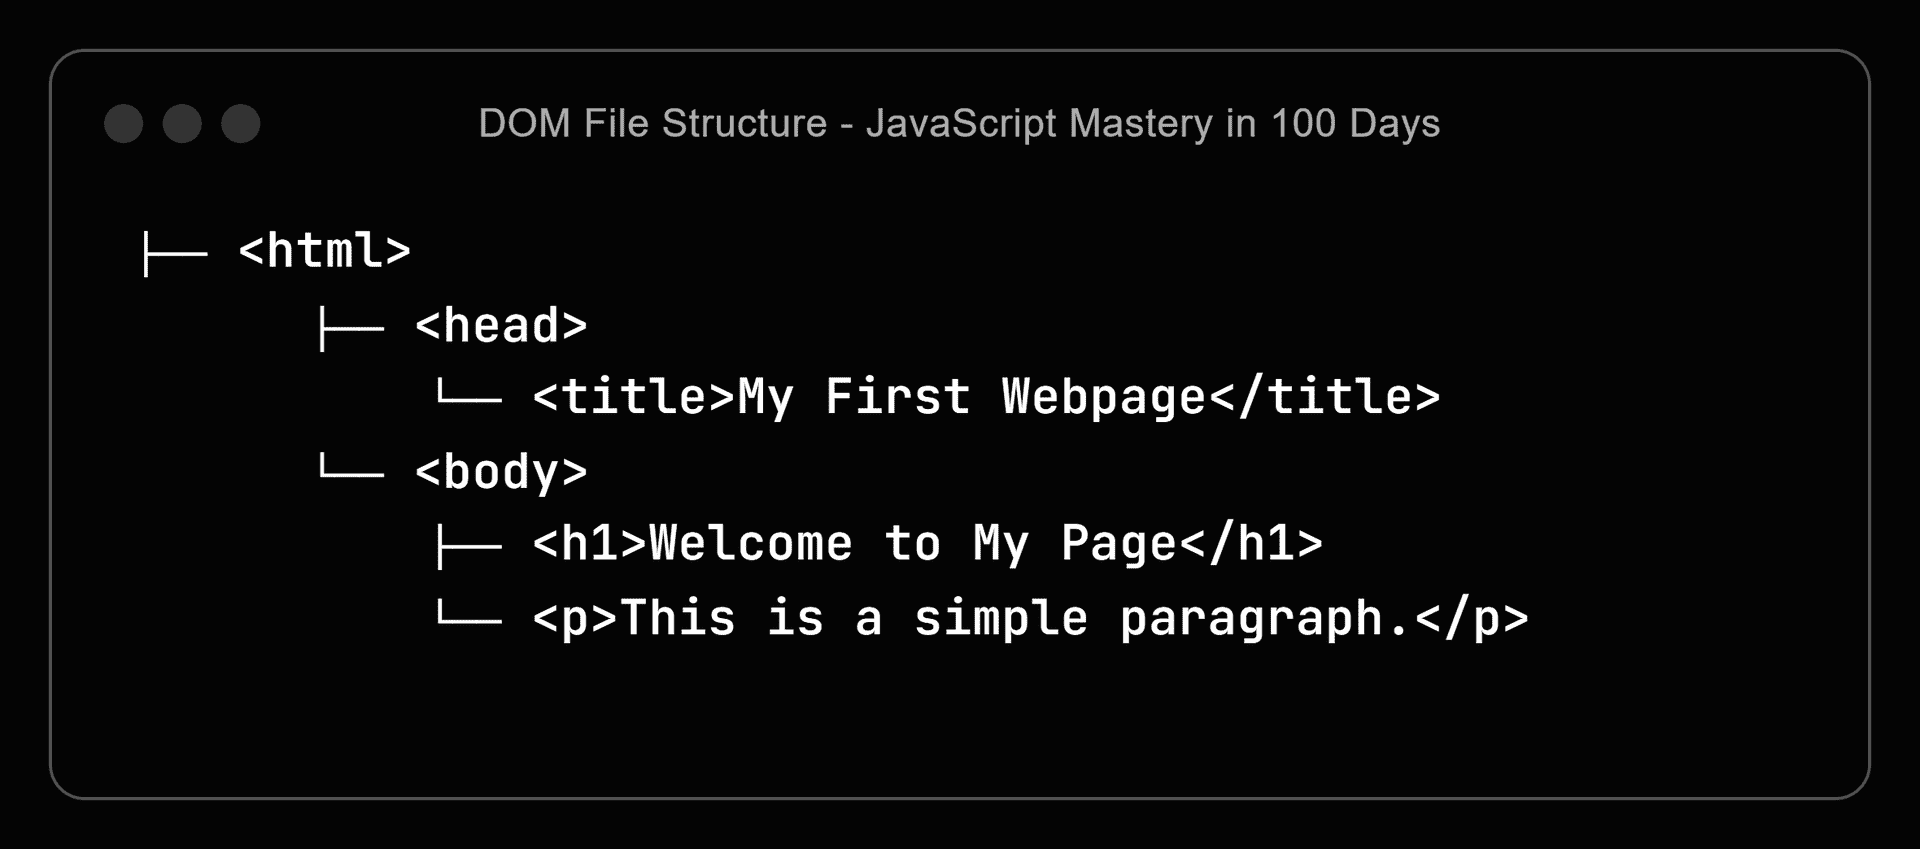 DOM File Structure - JavaScript Mastery in 100 Days
├── <html>
      ├── <head>
          └── <title>My First Webpage</title>
      └── <body>
          ├── <h1>Welcome to My Page</h1>
          └── <p>This is a simple paragraph.</p>